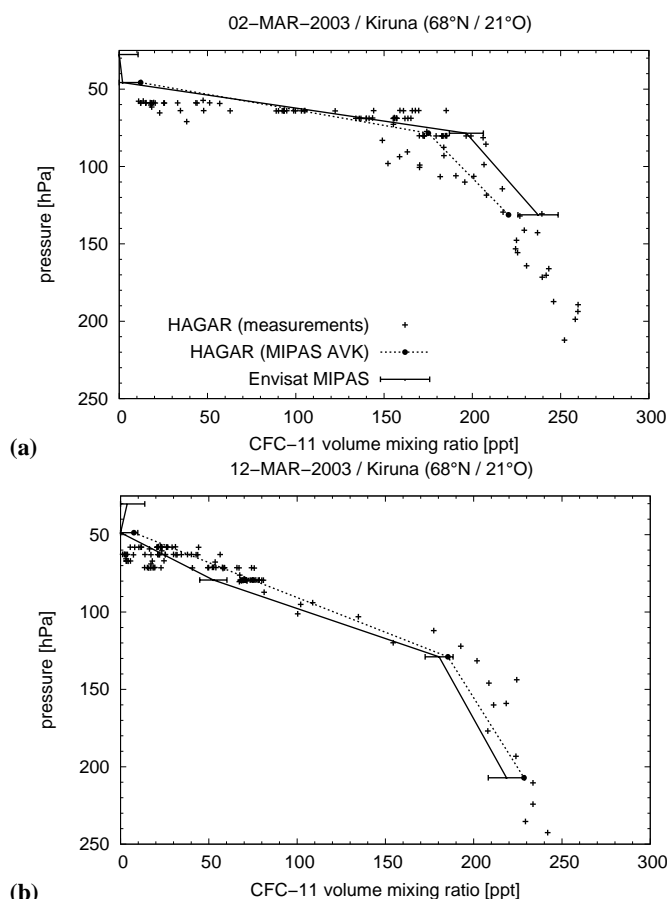 02-MAR-2003 / Kiruna (68°N / 21°O)
0
50
100
150
200
250
pressure [hPa]
HAGAR (measurements)
HAGAR (MIPAS AVK)
Envisat MIPAS
0 50 100 150 200 250 300
(a)
CFC-11 volume mixing ratio [ppt]
12-MAR-2003 / Kiruna (68°N / 21°O)
50
100
150
200
250
pressure [hPa]
0 50 100 150 200 250 300
(b)
CFC-11 volume mixing ratio [ppt]